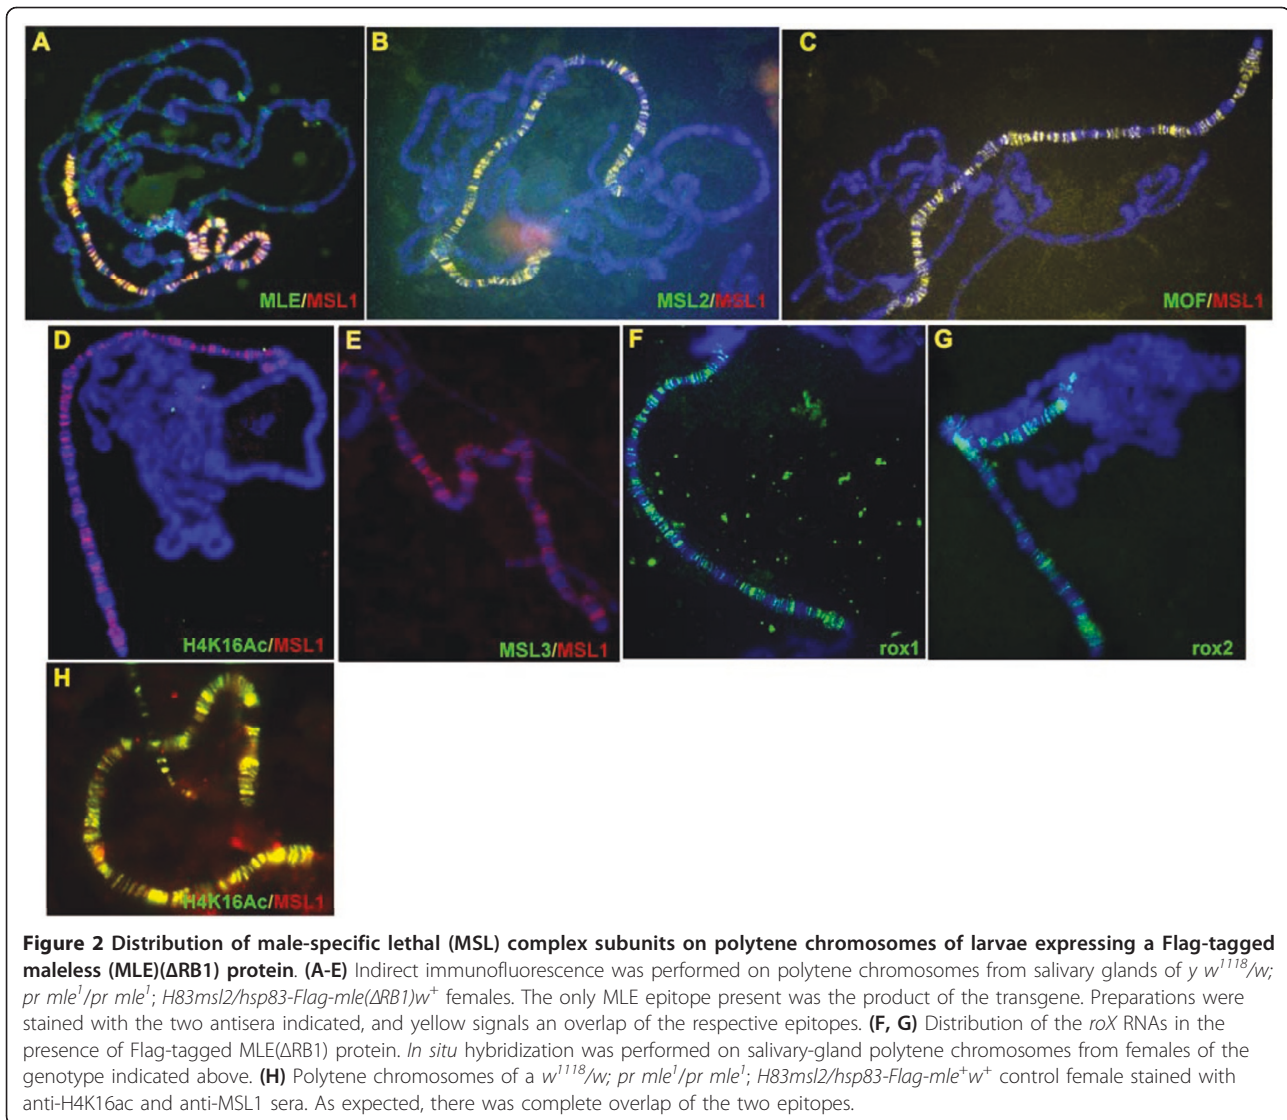 A
B
C
MLE/MSL1
MSL2/MSL1
MOF/MSL1
D
E
F
G
H4K16Ac/MSL1
MSL3/MSL1
rox1
rox2
H
H4K16Ac/MSL1
Figure 2 Distribution of male-specific lethal (MSL) complex subunits on polytene chromosomes of larvae expressing a Flag-tagged
maleless (MLE)(ΔRB1) protein. (A-E) Indirect immunofluorescence was performed on polytene chromosomes from salivary glands of y w¹¹¹⁸/w;
pr mle¹/pr mle¹; H83msl2/hsp83-Flag-mle(ΔRB1)w⁺ females. The only MLE epitope present was the product of the transgene. Preparations were
stained with the two antisera indicated, and yellow signals an overlap of the respective epitopes. (F, G) Distribution of the roX RNAs in the
presence of Flag-tagged MLE(ΔRB1) protein. In situ hybridization was performed on salivary-gland polytene chromosomes from females of the
genotype indicated above. (H) Polytene chromosomes of a w¹¹¹⁸/w; pr mle¹/pr mle¹; H83msl2/hsp83-Flag-mle⁺w⁺ control female stained with
anti-H4K16ac and anti-MSL1 sera. As expected, there was complete overlap of the two epitopes.